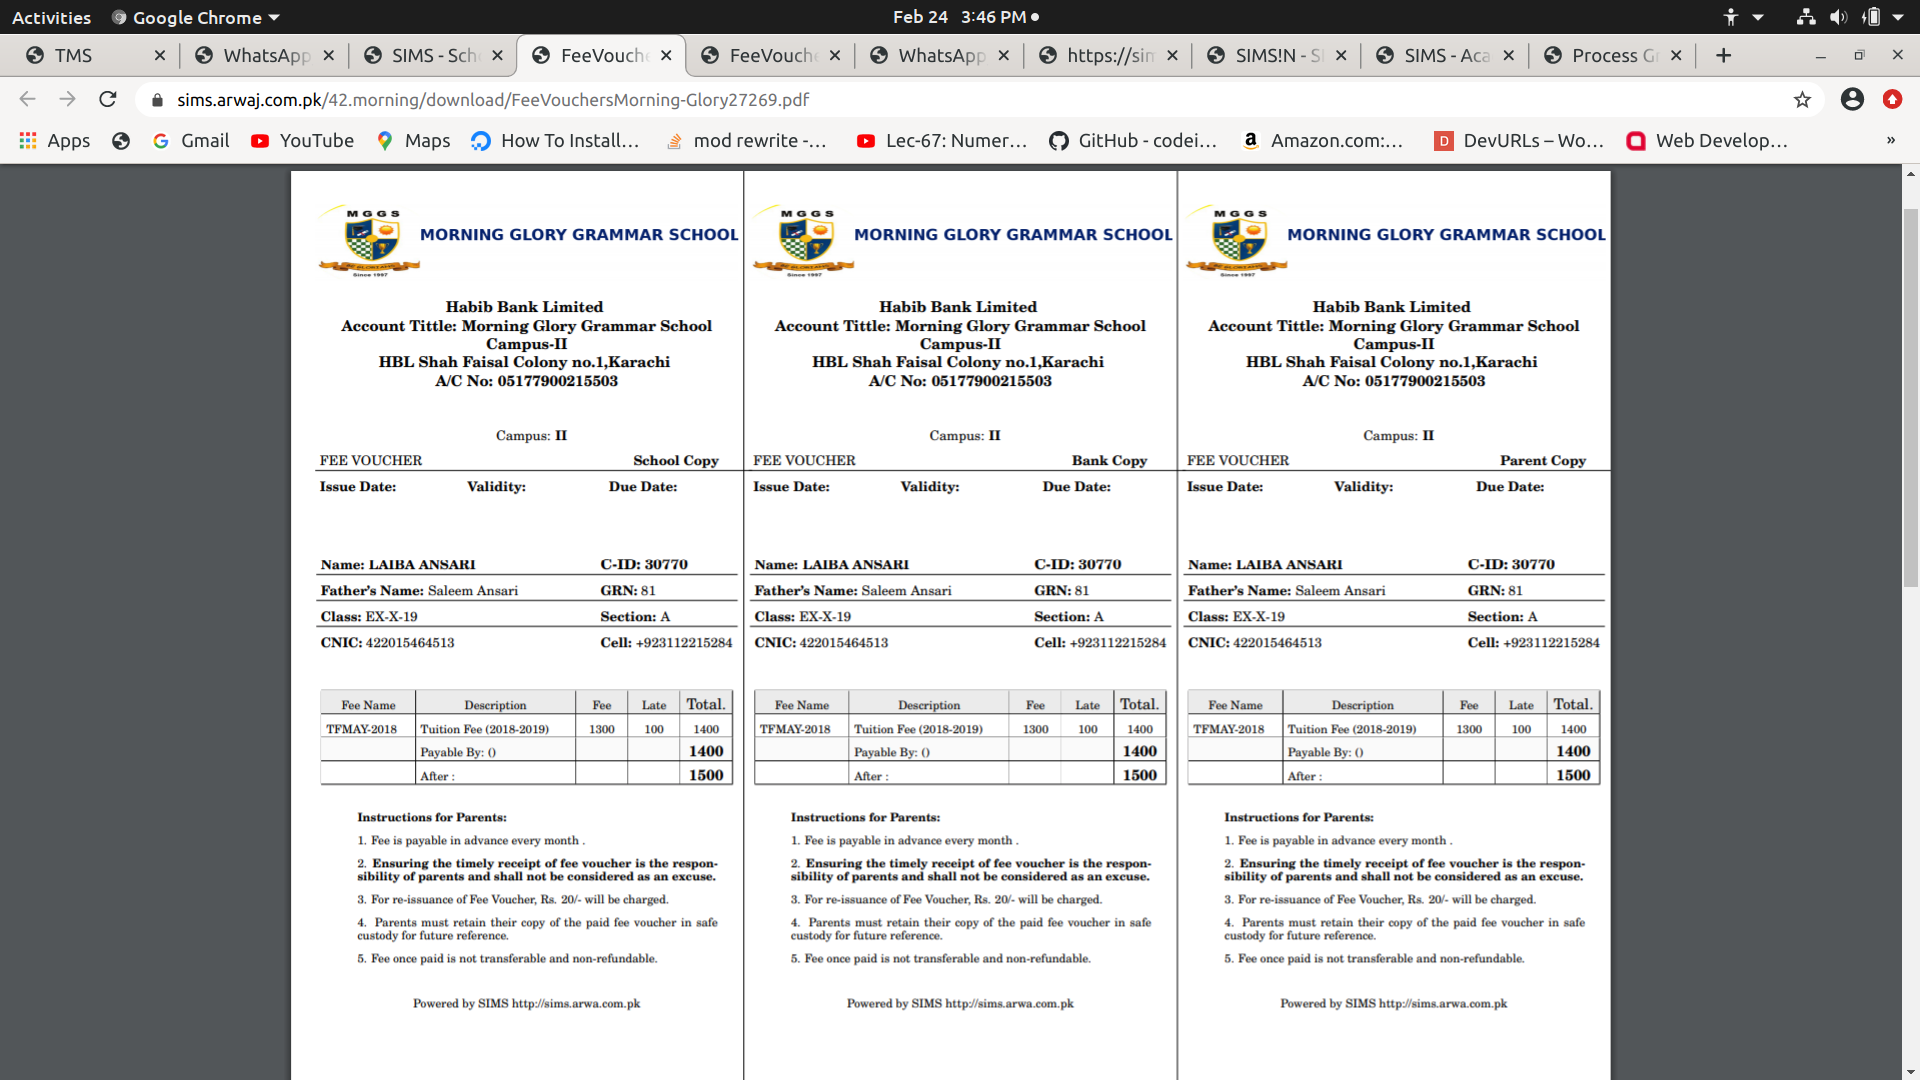 Activities Google Chrome Feb 24 3:46 PM
TMS WhatsApp SIMS - Sch FeeVouche FeeVouche WhatsApp https://sim SIMS!N - S SIMS - Aca Process G
sims.arwaj.com.pk/42.morning/download/FeeVouchersMorning-Glory27269.pdf
Apps Gmail YouTube Maps How To Install... mod rewrite -... Lec-67: Numer... GitHub - codei... Amazon.com:... DevURLs – Wo... Web Develop... »
MGGS
MORNING GLORY GRAMMAR SCHOOL
Since 1997
Habib Bank Limited
Account Tittle: Morning Glory Grammar School
Campus-II
HBL Shah Faisal Colony no.1,Karachi
A/C No: 05177900215503
Campus: II
FEE VOUCHER School Copy
Issue Date: Validity: Due Date:
Name: LAIBA ANSARI C-ID: 30770
Father's Name: Saleem Ansari GRN: 81
Class: EX-X-19 Section: A
CNIC: 422015464513 Cell: +923112215284
Fee Name Description Fee Late Total.
TFMAY-2018 Tuition Fee (2018-2019) 1300 100 1400
Payable By: () 1400
After : 1500
Instructions for Parents:
1. Fee is payable in advance every month .
2. Ensuring the timely receipt of fee voucher is the respon-
sibility of parents and shall not be considered as an excuse.
3. For re-issuance of Fee Voucher, Rs. 20/- will be charged.
4. Parents must retain their copy of the paid fee voucher in safe
custody for future reference.
5. Fee once paid is not transferable and non-refundable.
Powered by SIMS http://sims.arwa.com.pk
MGGS
MORNING GLORY GRAMMAR SCHOOL
Since 1997
Habib Bank Limited
Account Tittle: Morning Glory Grammar School
Campus-II
HBL Shah Faisal Colony no.1,Karachi
A/C No: 05177900215503
Campus: II
FEE VOUCHER Bank Copy
Issue Date: Validity: Due Date:
Name: LAIBA ANSARI C-ID: 30770
Father's Name: Saleem Ansari GRN: 81
Class: EX-X-19 Section: A
CNIC: 422015464513 Cell: +923112215284
Fee Name Description Fee Late Total.
TFMAY-2018 Tuition Fee (2018-2019) 1300 100 1400
Payable By: () 1400
After : 1500
Instructions for Parents:
1. Fee is payable in advance every month .
2. Ensuring the timely receipt of fee voucher is the respon-
sibility of parents and shall not be considered as an excuse.
3. For re-issuance of Fee Voucher, Rs. 20/- will be charged.
4. Parents must retain their copy of the paid fee voucher in safe
custody for future reference.
5. Fee once paid is not transferable and non-refundable.
Powered by SIMS http://sims.arwa.com.pk
MGGS
MORNING GLORY GRAMMAR SCHOOL
Since 1997
Habib Bank Limited
Account Tittle: Morning Glory Grammar School
Campus-II
HBL Shah Faisal Colony no.1,Karachi
A/C No: 05177900215503
Campus: II
FEE VOUCHER Parent Copy
Issue Date: Validity: Due Date:
Name: LAIBA ANSARI C-ID: 30770
Father's Name: Saleem Ansari GRN: 81
Class: EX-X-19 Section: A
CNIC: 422015464513 Cell: +923112215284
Fee Name Description Fee Late Total.
TFMAY-2018 Tuition Fee (2018-2019) 1300 100 1400
Payable By: () 1400
After : 1500
Instructions for Parents:
1. Fee is payable in advance every month .
2. Ensuring the timely receipt of fee voucher is the respon-
sibility of parents and shall not be considered as an excuse.
3. For re-issuance of Fee Voucher, Rs. 20/- will be charged.
4. Parents must retain their copy of the paid fee voucher in safe
custody for future reference.
5. Fee once paid is not transferable and non-refundable.
Powered by SIMS http://sims.arwa.com.pk